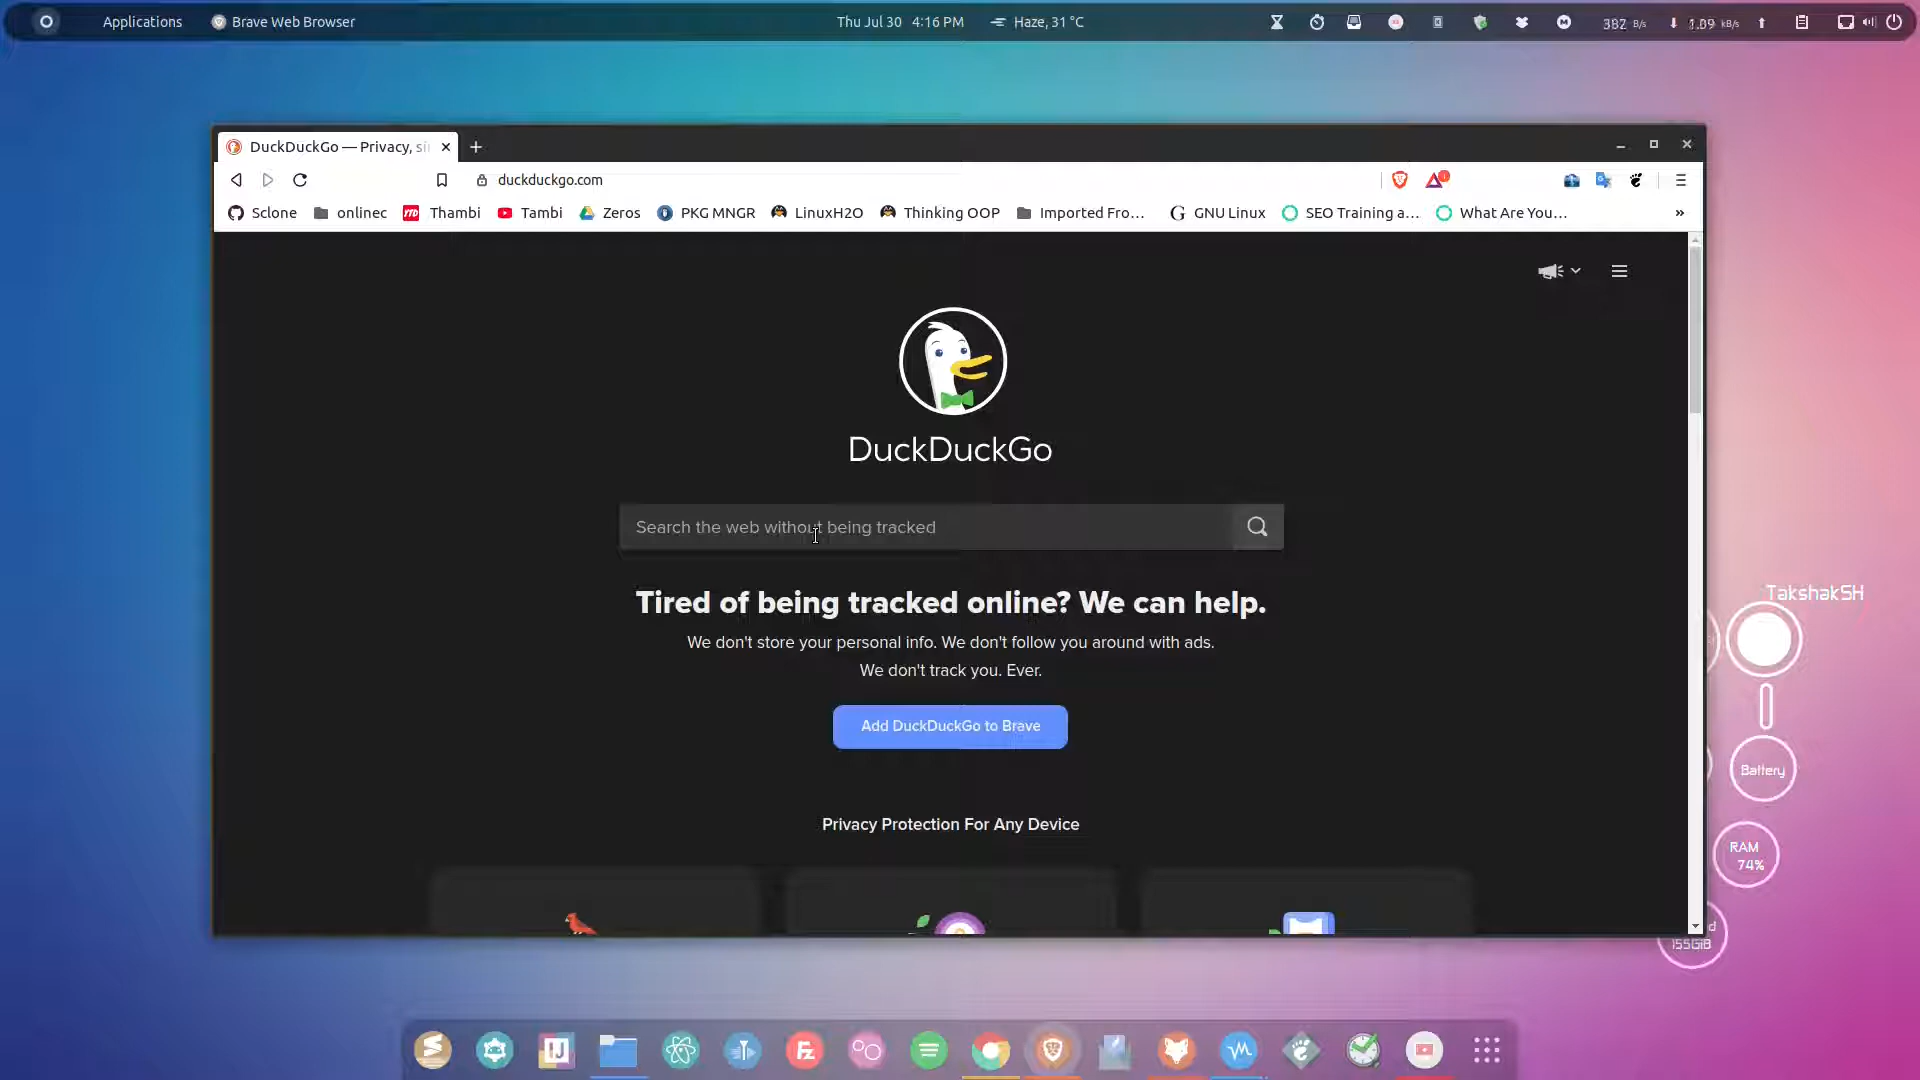 Applications Brave Web Browser Thu Jul 30 4:16 PM Haze, 31 °C 382 B/s 1.09 kB/s
DuckDuckGo — Privacy, si
duckduckgo.com
Sclone onlinec Thambi Tambi Zeros PKG MNGR LinuxH2O Thinking OOP Imported Fro... GNU Linux SEO Training a... What Are You... »
DuckDuckGo
Search the web without being tracked
Tired of being tracked online? We can help.
We don't store your personal info. We don't follow you around with ads.
We don't track you. Ever.
Add DuckDuckGo to Brave
Privacy Protection For Any Device
TakshakSH
Battery
RAM
74%
155GiB